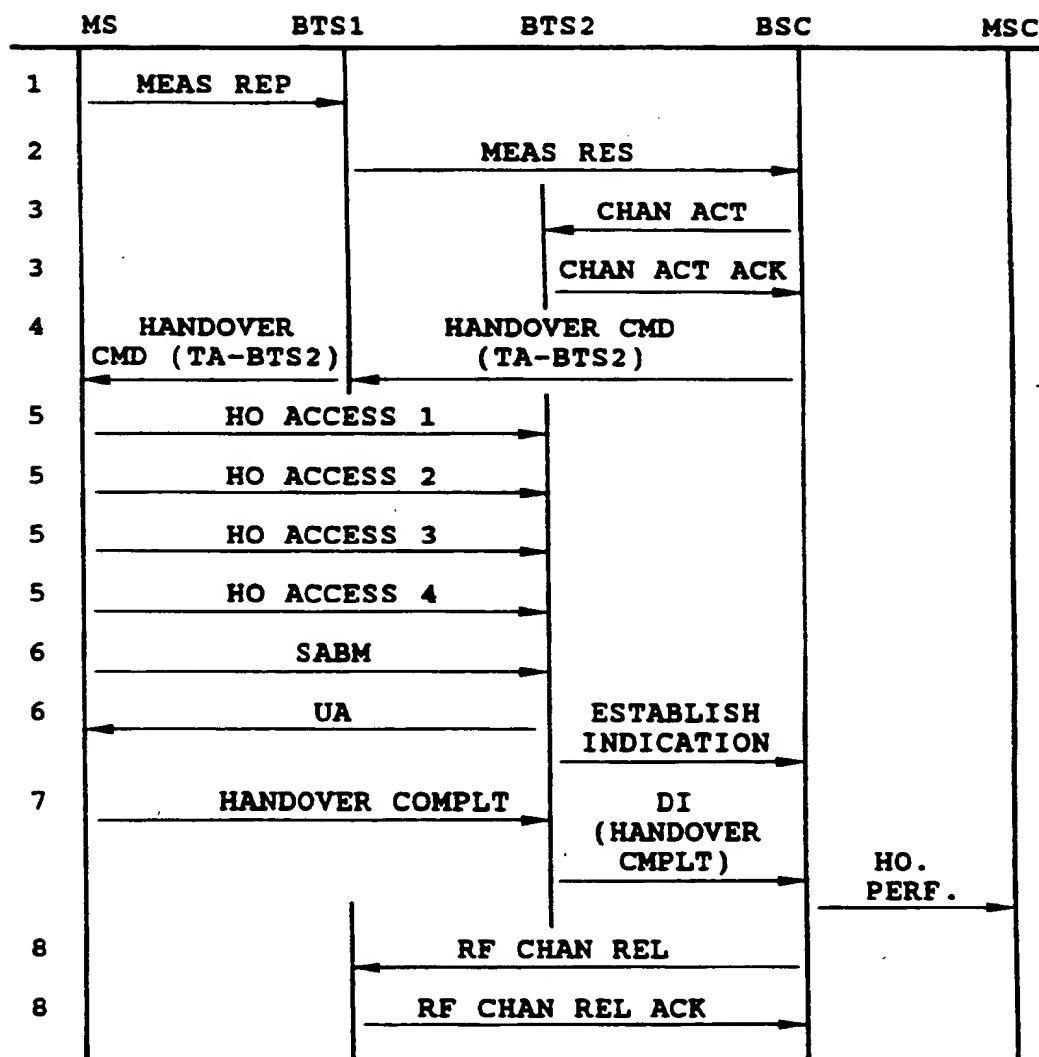 MS BTS1 BTS2 BSC MSC
1 MEAS REP
2 MEAS RES
3 CHAN ACT
3 CHAN ACT ACK
4 HANDOVER HANDOVER CMD
CMD (TA-BTS2) (TA-BTS2)
5 HO ACCESS 1
5 HO ACCESS 2
5 HO ACCESS 3
5 HO ACCESS 4
6 SABM
6 UA ESTABLISH
INDICATION
7 HANDOVER COMPLT DI
(HANDOVER
CMPLT) HO.
PERF.
8 RF CHAN REL
8 RF CHAN REL ACK